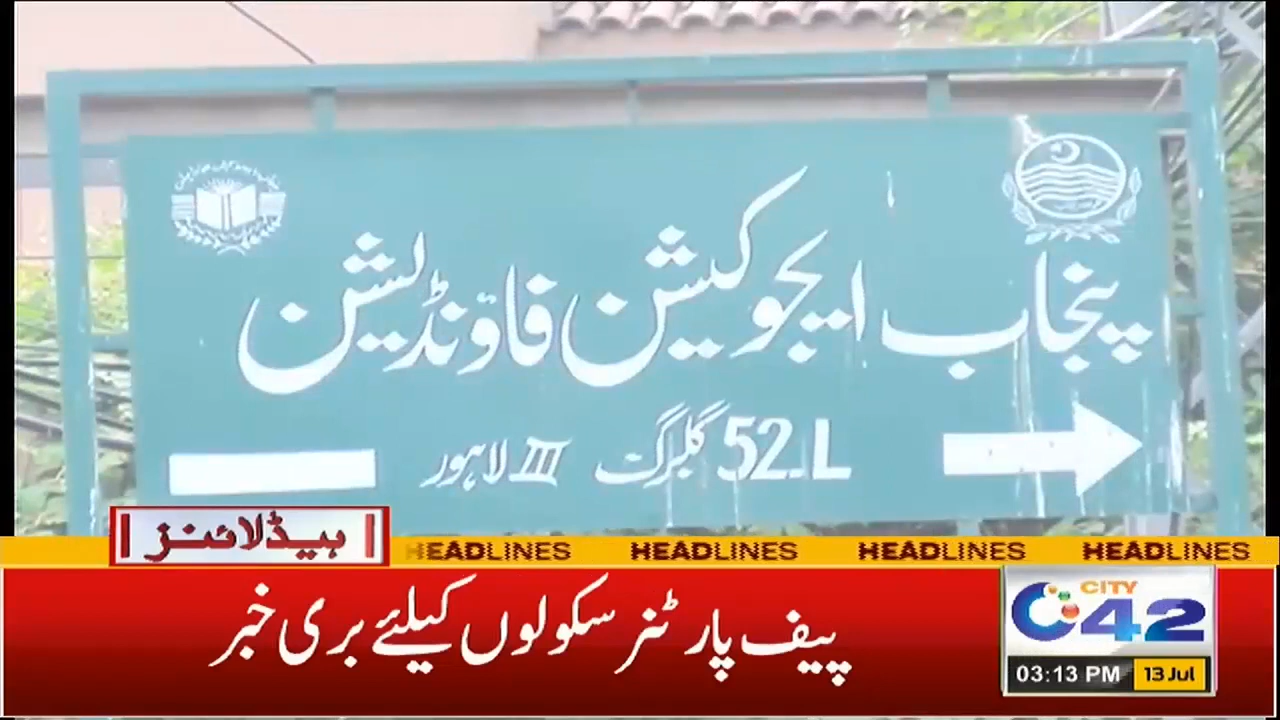 پنجاب ایجوکیشن فاؤنڈیشن
52.L گلبرگ III لاہور
ہیڈلائنز
HEADLINES HEADLINES HEADLINES HEADLINES
پیف پارٹنر سکولوں کیلئے بری خبر
CITY
42
03:13 PM 13 Jul